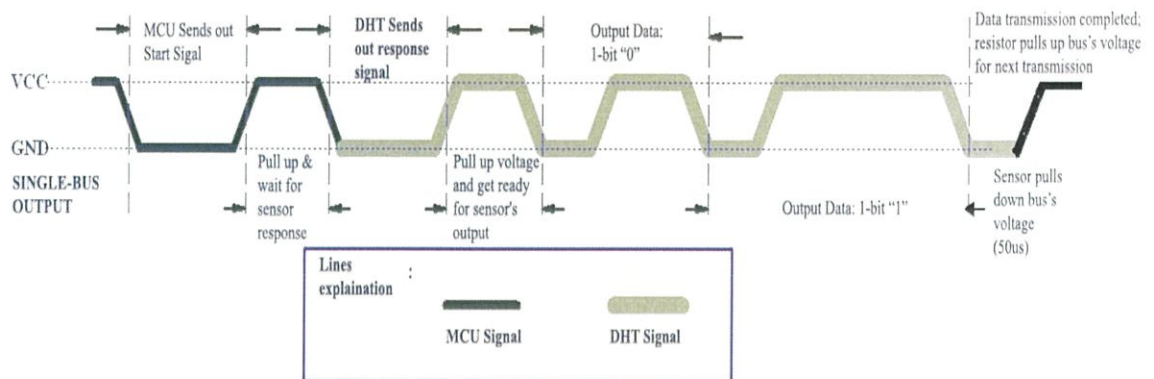 MCU Sends out
Start Sigal
DHT Sends
out response
signal
Output Data:
1-bit “0”
Data transmission completed;
resistor pulls up bus’s voltage
for next transmission
VCC
GND
SINGLE-BUS
OUTPUT
Pull up &
wait for
sensor
response
Pull up voltage
and get ready
for sensor’s
output
Output Data: 1-bit “1”
Sensor pulls
down bus’s
voltage
(50us)
Lines
explaination :
MCU Signal
DHT Signal